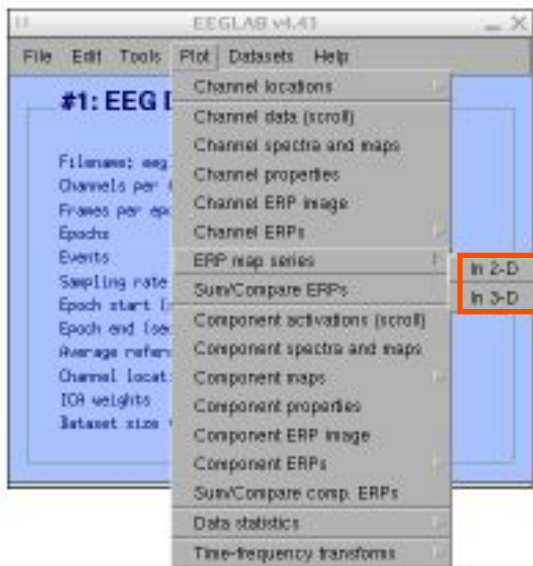 EEGLAB v4.41
File Edit Tools Plot Datasets Help
#1: EEG
Channel locations
Channel data (scroll)
Filename: eeg
Channel spectra and maps
Channels per
Channel properties
Frames per
Channel ERP image
Epochs
Channel ERPs
Events
ERP map series
In 2-D
Sampling rate
Sum/Compare ERPs
In 3-D
Epoch start
Component activations (scroll)
Epoch end
Component spectra and maps
Average
Component maps
Channel
ICA weights
Component properties
Dataset size
Component ERP image
Component ERPs
Sum/Compare comp. ERPs
Data statistics
Time-frequency transforms